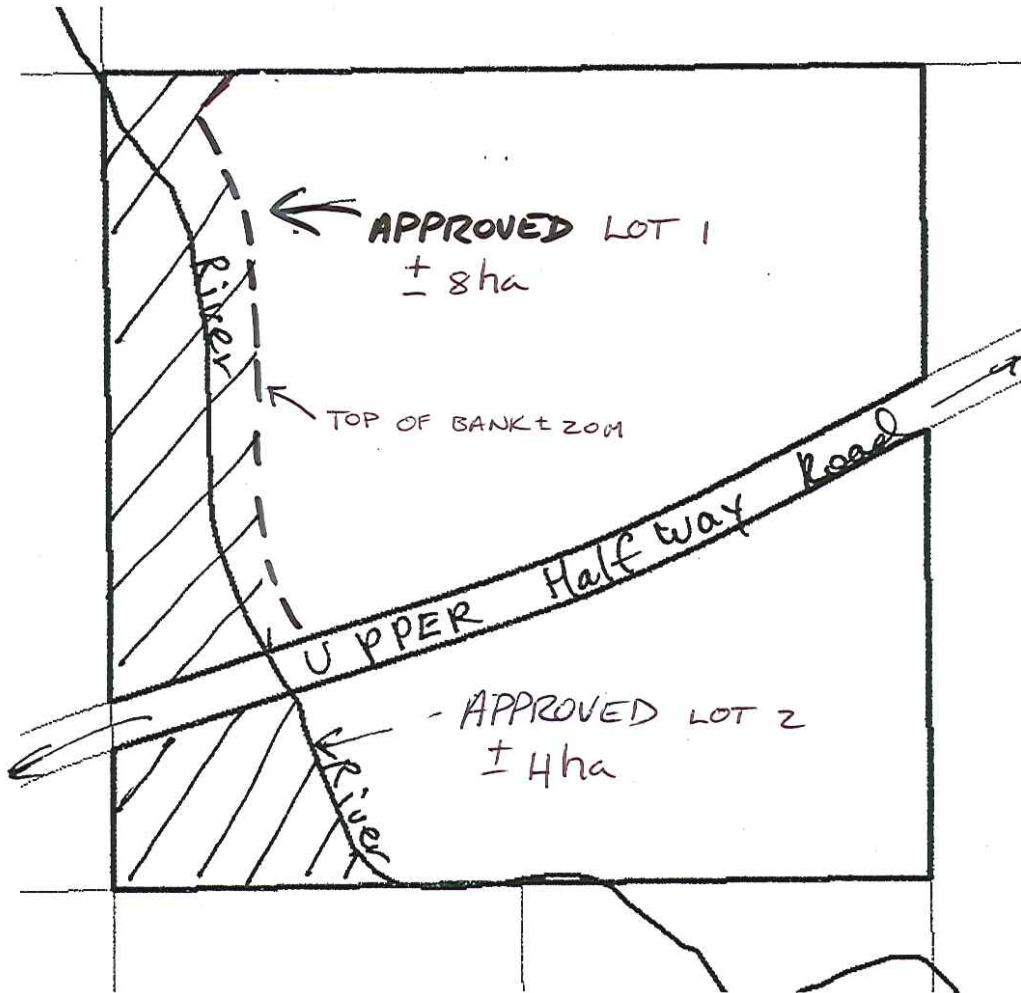 APPROVED LOT 1
± 8ha
River
TOP OF BANK ± 20M
UPPER Halfway Road
- APPROVED LOT 2
± 4ha
River